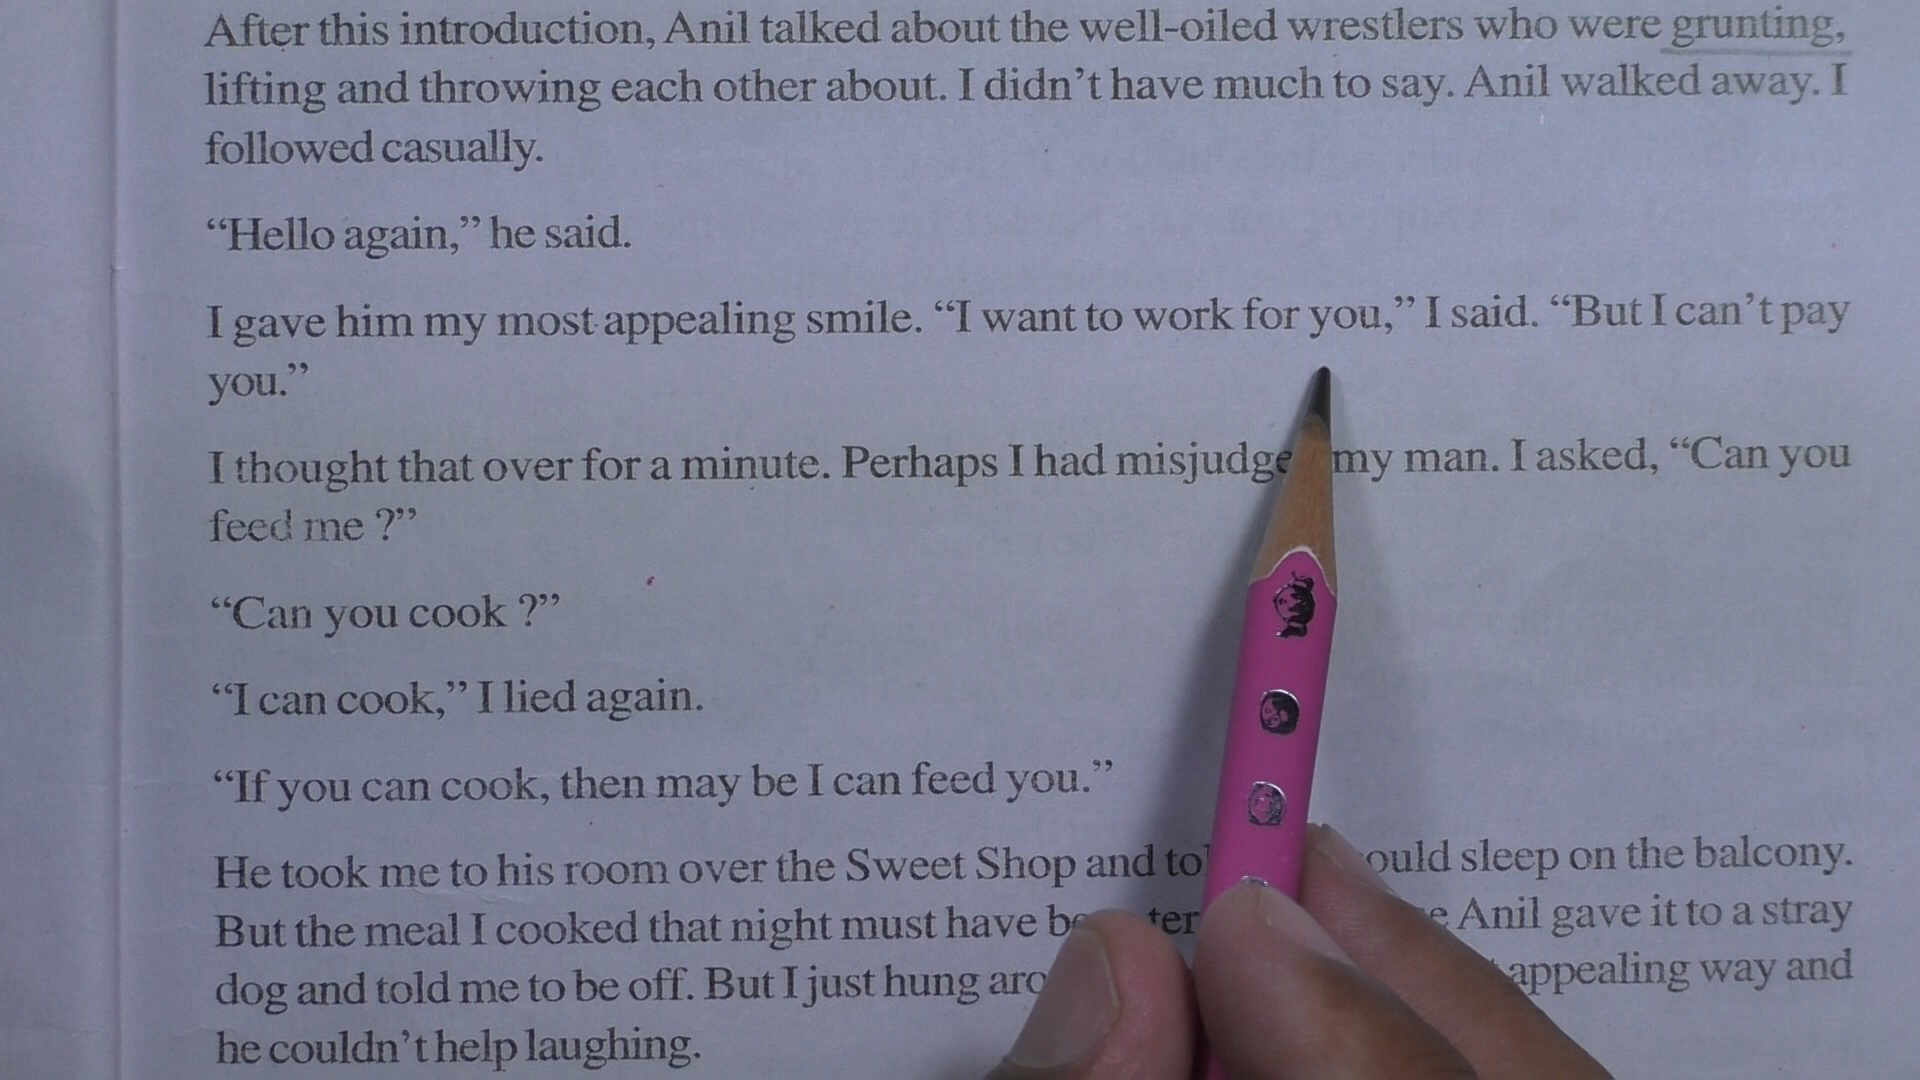 After this introduction, Anil talked about the well-oiled wrestlers who were grunting,
lifting and throwing each other about. I didn't have much to say. Anil walked away. I
followed casually.
“Hello again,” he said.
I gave him my most appealing smile. “I want to work for you,” I said. “But I can't pay
you.”
I thought that over for a minute. Perhaps I had my man. I asked, “Can you
feed me ?”
“Can you cook ?”
“I can cook,” I lied again.
“If you can cook, then may be I can feed you.”
He took me to his room over the Sweet Shop and sleep on the balcony.
But the meal I cooked that night must have Anil gave it to a stray
dog and told me to be off. But I just hung appealing way and
he couldn't help laughing.